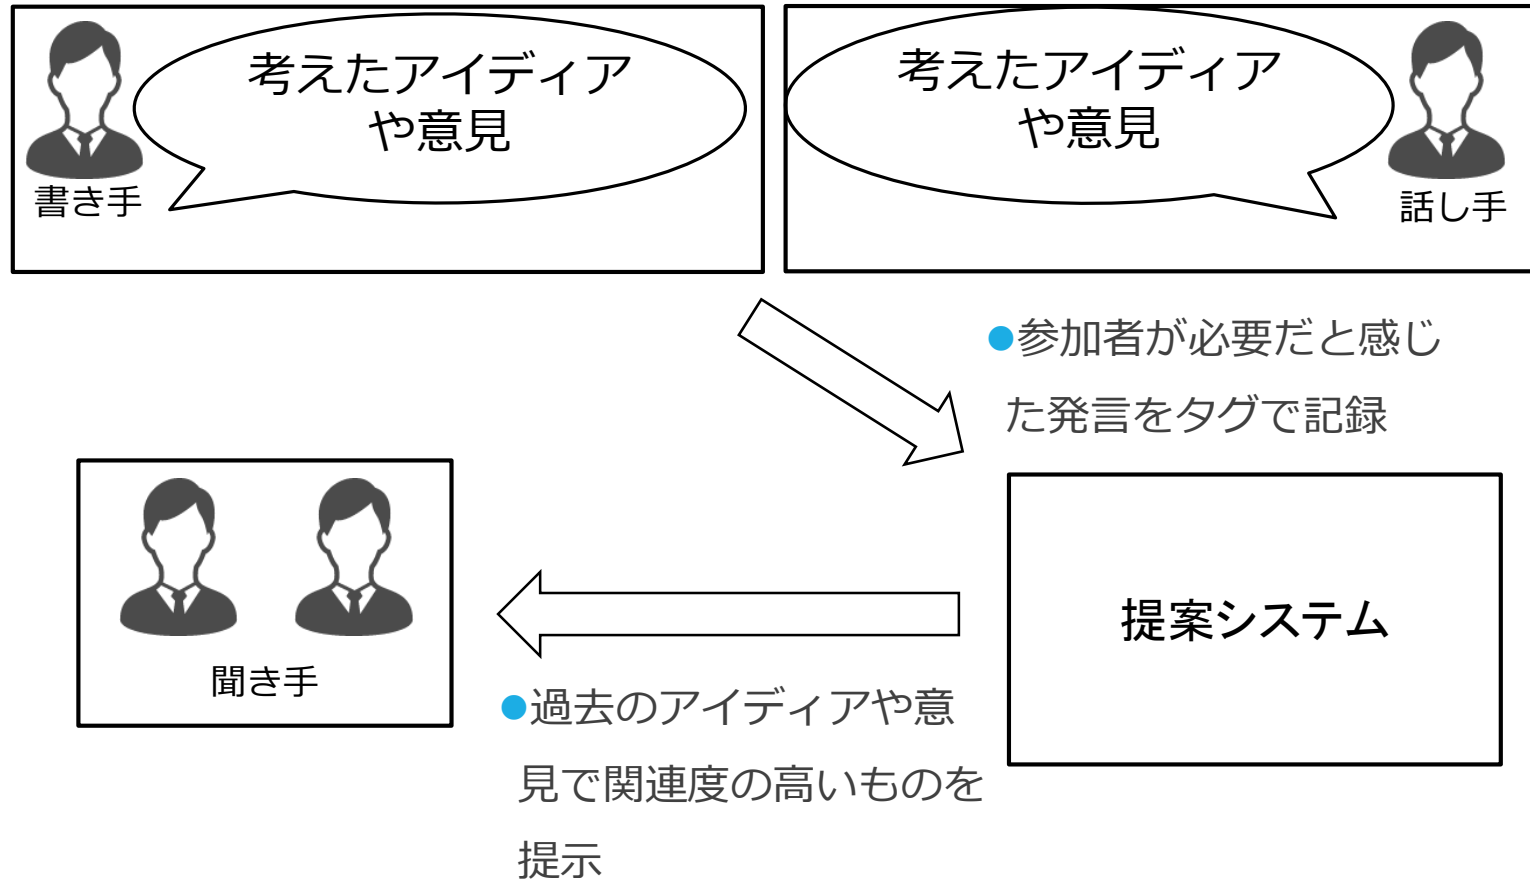 考えたアイディア
や意見
書き手
考えたアイディア
や意見
話し手
●参加者が必要だと感じ
た発言をタグで記録
聞き手
提案システム
●過去のアイディアや意
見で関連度の高いものを
提示